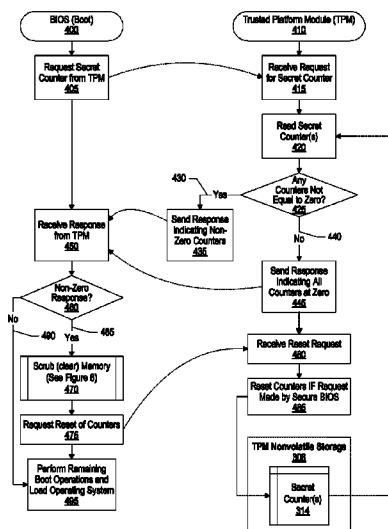 BIOS (Boot)
400
Request Secret
Counter from TPM
405
Receive Response
from TPM
450
Non-Zero
Response?
460
No
490
Yes
465
Scrub (clear) Memory
(See Figure 6)
470
Request Reset of Counters
475
Perform Remaining
Boot Operations and
Load Operating System
495
Trusted Platform Module (TPM)
410
Receive Request
for Secret Counter
415
Read Secret
Counter(s)
420
Any
Counters Not
Equal to Zero?
425
430
Yes
Send Response
Indicating Non-
Zero Counters
435
No
440
Send Response
Indicating All
Counters at Zero
445
Receive Reset Request
480
Reset Counters IF Request
Made by Secure BIOS
485
TPM Nonvolatile Storage
308
Secret
Counter(s)
314